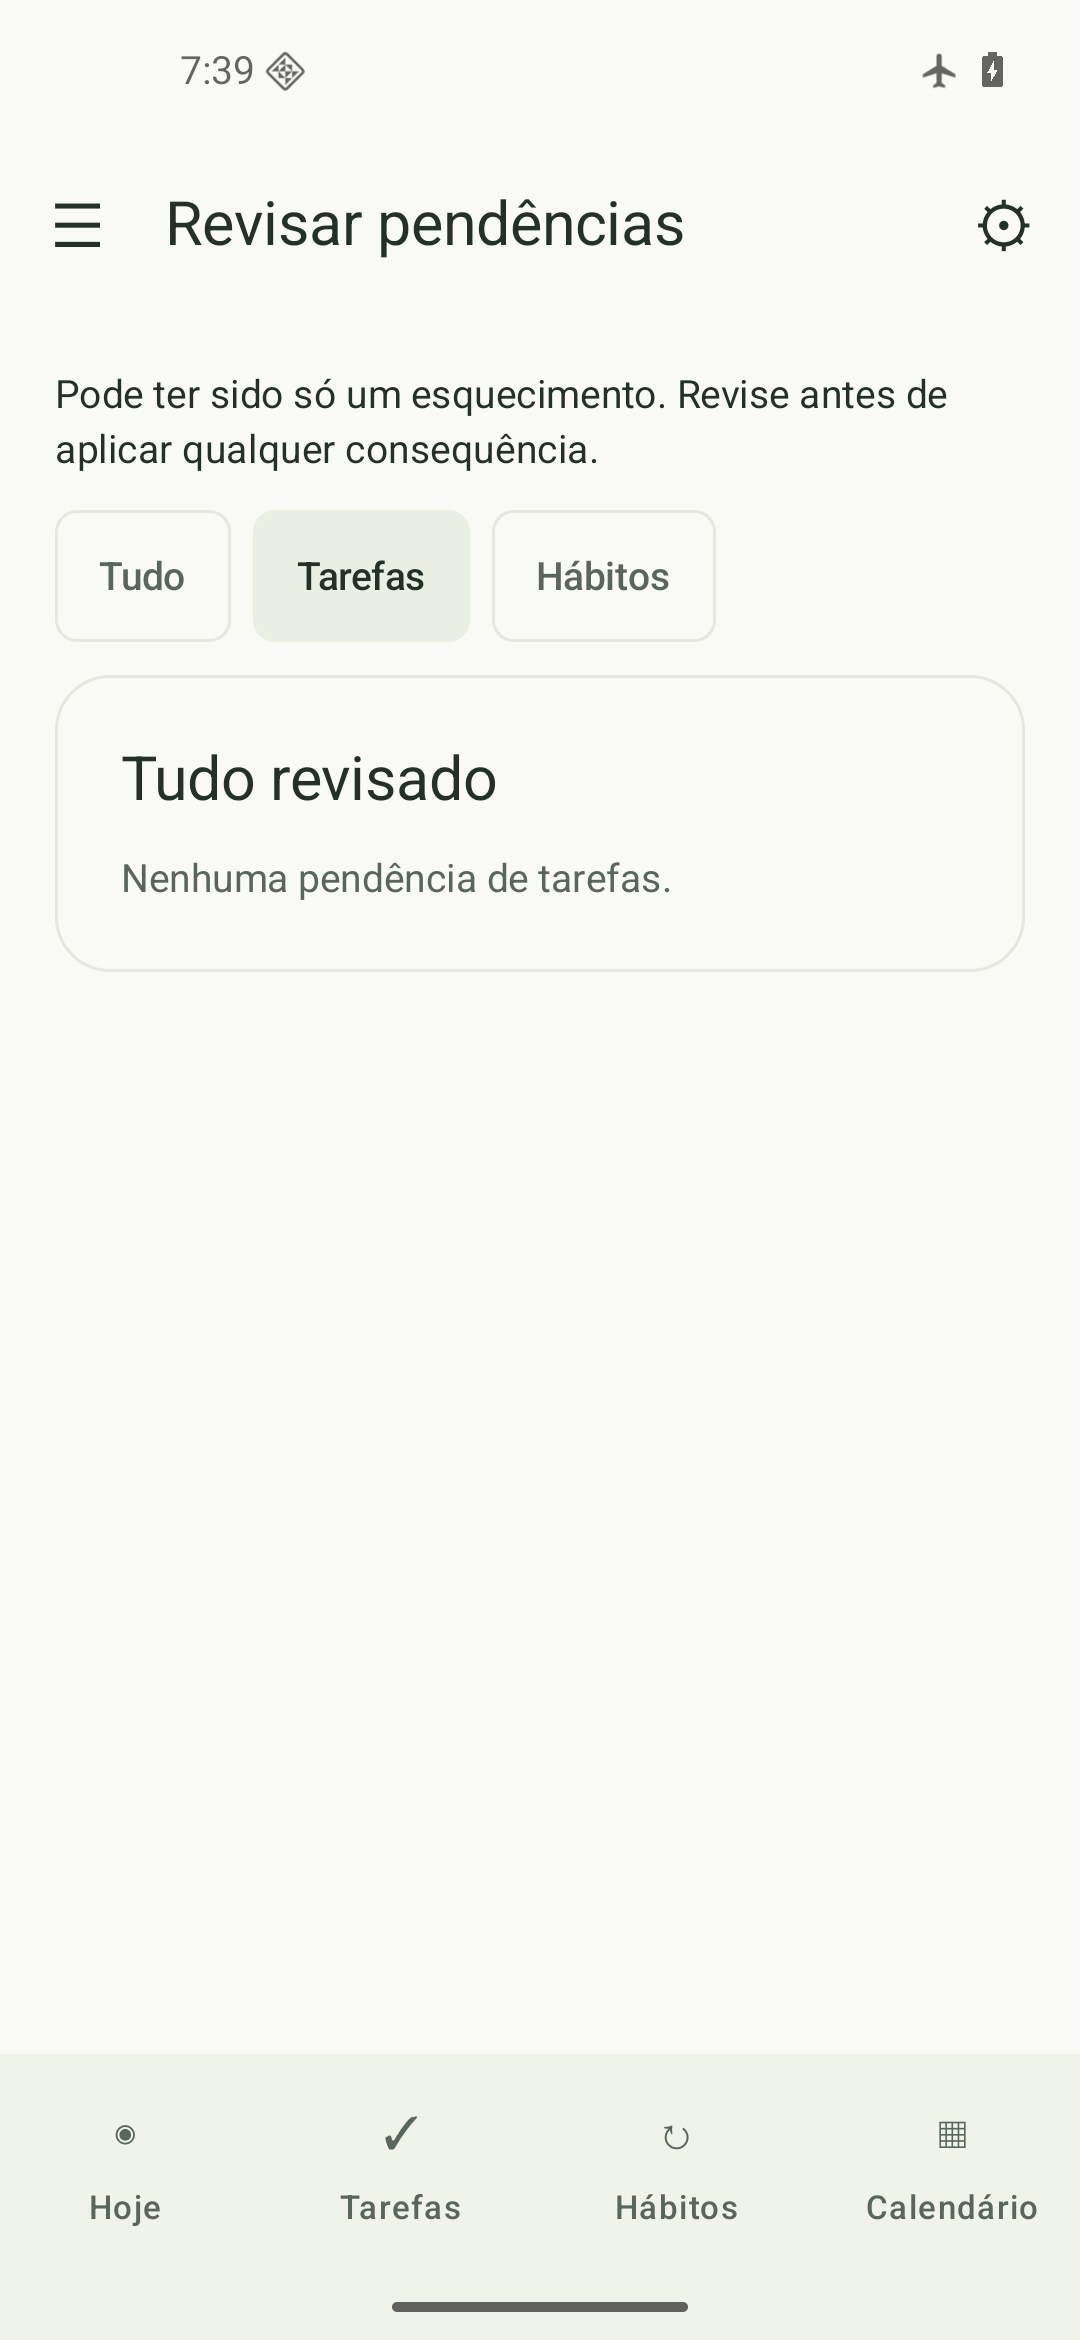 7:39
Revisar pendências
Pode ter sido só um esquecimento. Revise antes de
aplicar qualquer consequência.
Tudo
Tarefas
Hábitos
Tudo revisado
Nenhuma pendência de tarefas.
Hoje
Tarefas
Hábitos
Calendário